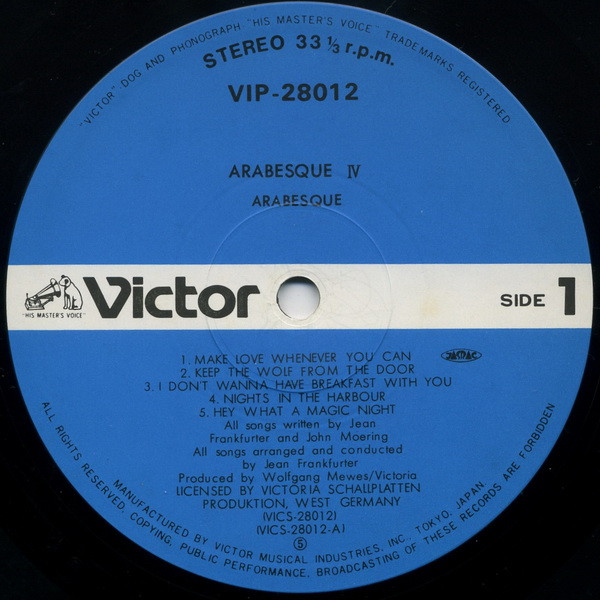 "VICTOR" DOG AND PHONOGRAPH "HIS MASTER'S VOICE" TRADEMARKS REGISTERED
STEREO 33 ⅓ r.p.m.
VIP-28012
ARABESQUE Ⅳ
ARABESQUE
"HIS MASTER'S VOICE"
Victor
SIDE 1
1. MAKE LOVE WHENEVER YOU CAN
JASRAC
2. KEEP THE WOLF FROM THE DOOR
3. I DON'T WANNA HAVE BREAKFAST WITH YOU
4. NIGHTS IN THE HARBOUR
5. HEY WHAT A MAGIC NIGHT
All songs written by Jean
Frankfurter and John Moering
All songs arranged and conducted
by Jean Frankfurter
Produced by Wolfgang Mewes/Victoria
LICENSED BY VICTORIA SCHALLPLATTEN
PRODUKTION, WEST GERMANY
(VICS-28012)
(VICS-28012-A)
⑤
MANUFACTURED BY VICTOR MUSICAL INDUSTRIES, INC., TOKYO, JAPAN.
ALL RIGHTS RESERVED, COPYING, PUBLIC PERFORMANCE, BROADCASTING OF THESE RECORDS ARE FORBIDDEN